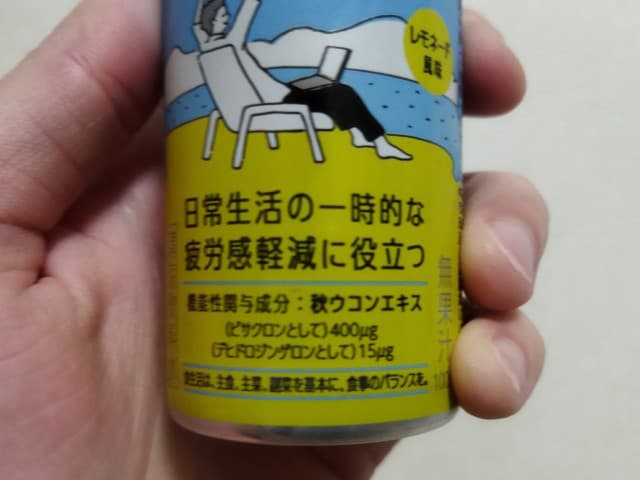 レモネード
風味
日常生活の一時的な
疲労感軽減に役立つ
機能性関与成分：秋ウコンエキス
(ビサクロンとして)400μg
(デヒドロジンゲロンとして)15μg
食生活は、主食、主菜、副菜を基本に、食事のバランスを。
無果汁
100